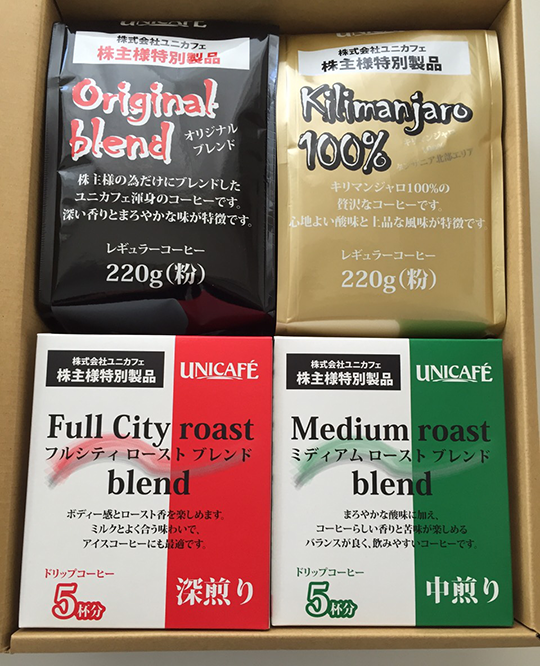 UNICAFÉ
株式会社ユニカフェ
株主様特別製品
Original
blend
オリジナル
ブレンド
株主様の為だけにブレンドした
ユニカフェ渾身のコーヒーです。
深い香りとまろやかな味が特徴です。
レギュラーコーヒー
220g(粉)
UNICAFÉ
株式会社ユニカフェ
株主様特別製品
Kilimanjaro
100%
キリマンジャロ100%の
贅沢なコーヒーです。
心地よい酸味と上品な風味が特徴です。
レギュラーコーヒー
220g(粉)
株式会社ユニカフェ
株主様特別製品
UNICAFÉ
Full City roast
フルシティ ロースト ブレンド
blend
ボディー感とロースト香を楽しめます。
ミルクとよく合う味わいで、
アイスコーヒーにも最適です。
ドリップコーヒー
5杯分
深煎り
株式会社ユニカフェ
株主様特別製品
UNICAFÉ
Medium roast
ミディアム ロースト ブレンド
blend
まろやかな酸味に加え、
コーヒーらしい香りと苦味が楽しめる
バランスが良く、飲みやすいコーヒーです。
ドリップコーヒー
5杯分
中煎り